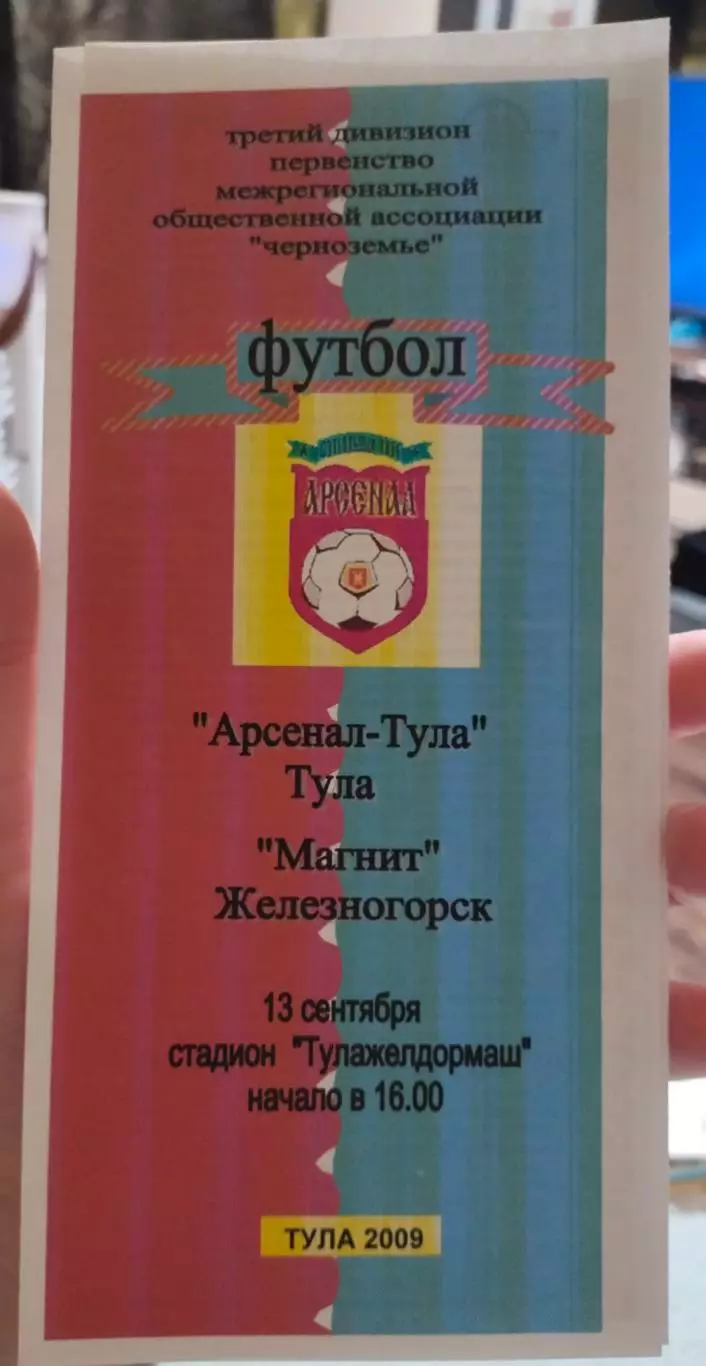 третий дивизион
первенство
межрегиональной
общественной ассоциации
"черноземье"
футбол
АРСЕНАЛ
"Арсенал-Тула"
Тула
"Магнит"
Железногорск
13 сентября
стадион "Тулажелдормаш"
начало в 16.00
ТУЛА 2009